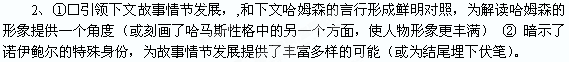 2、①口引领下文故事情节发展，,和下文哈姆森的言行形成鲜明对照，为解读哈姆森的
形象提供一个角度（或刻画了哈马斯性格中的另一个方面，使人物形象更丰满） ② 暗示了
诺伊鲍尔的特殊身份，为故事情节发展提供了丰富多样的可能（或为结尾埋下伏笔）。